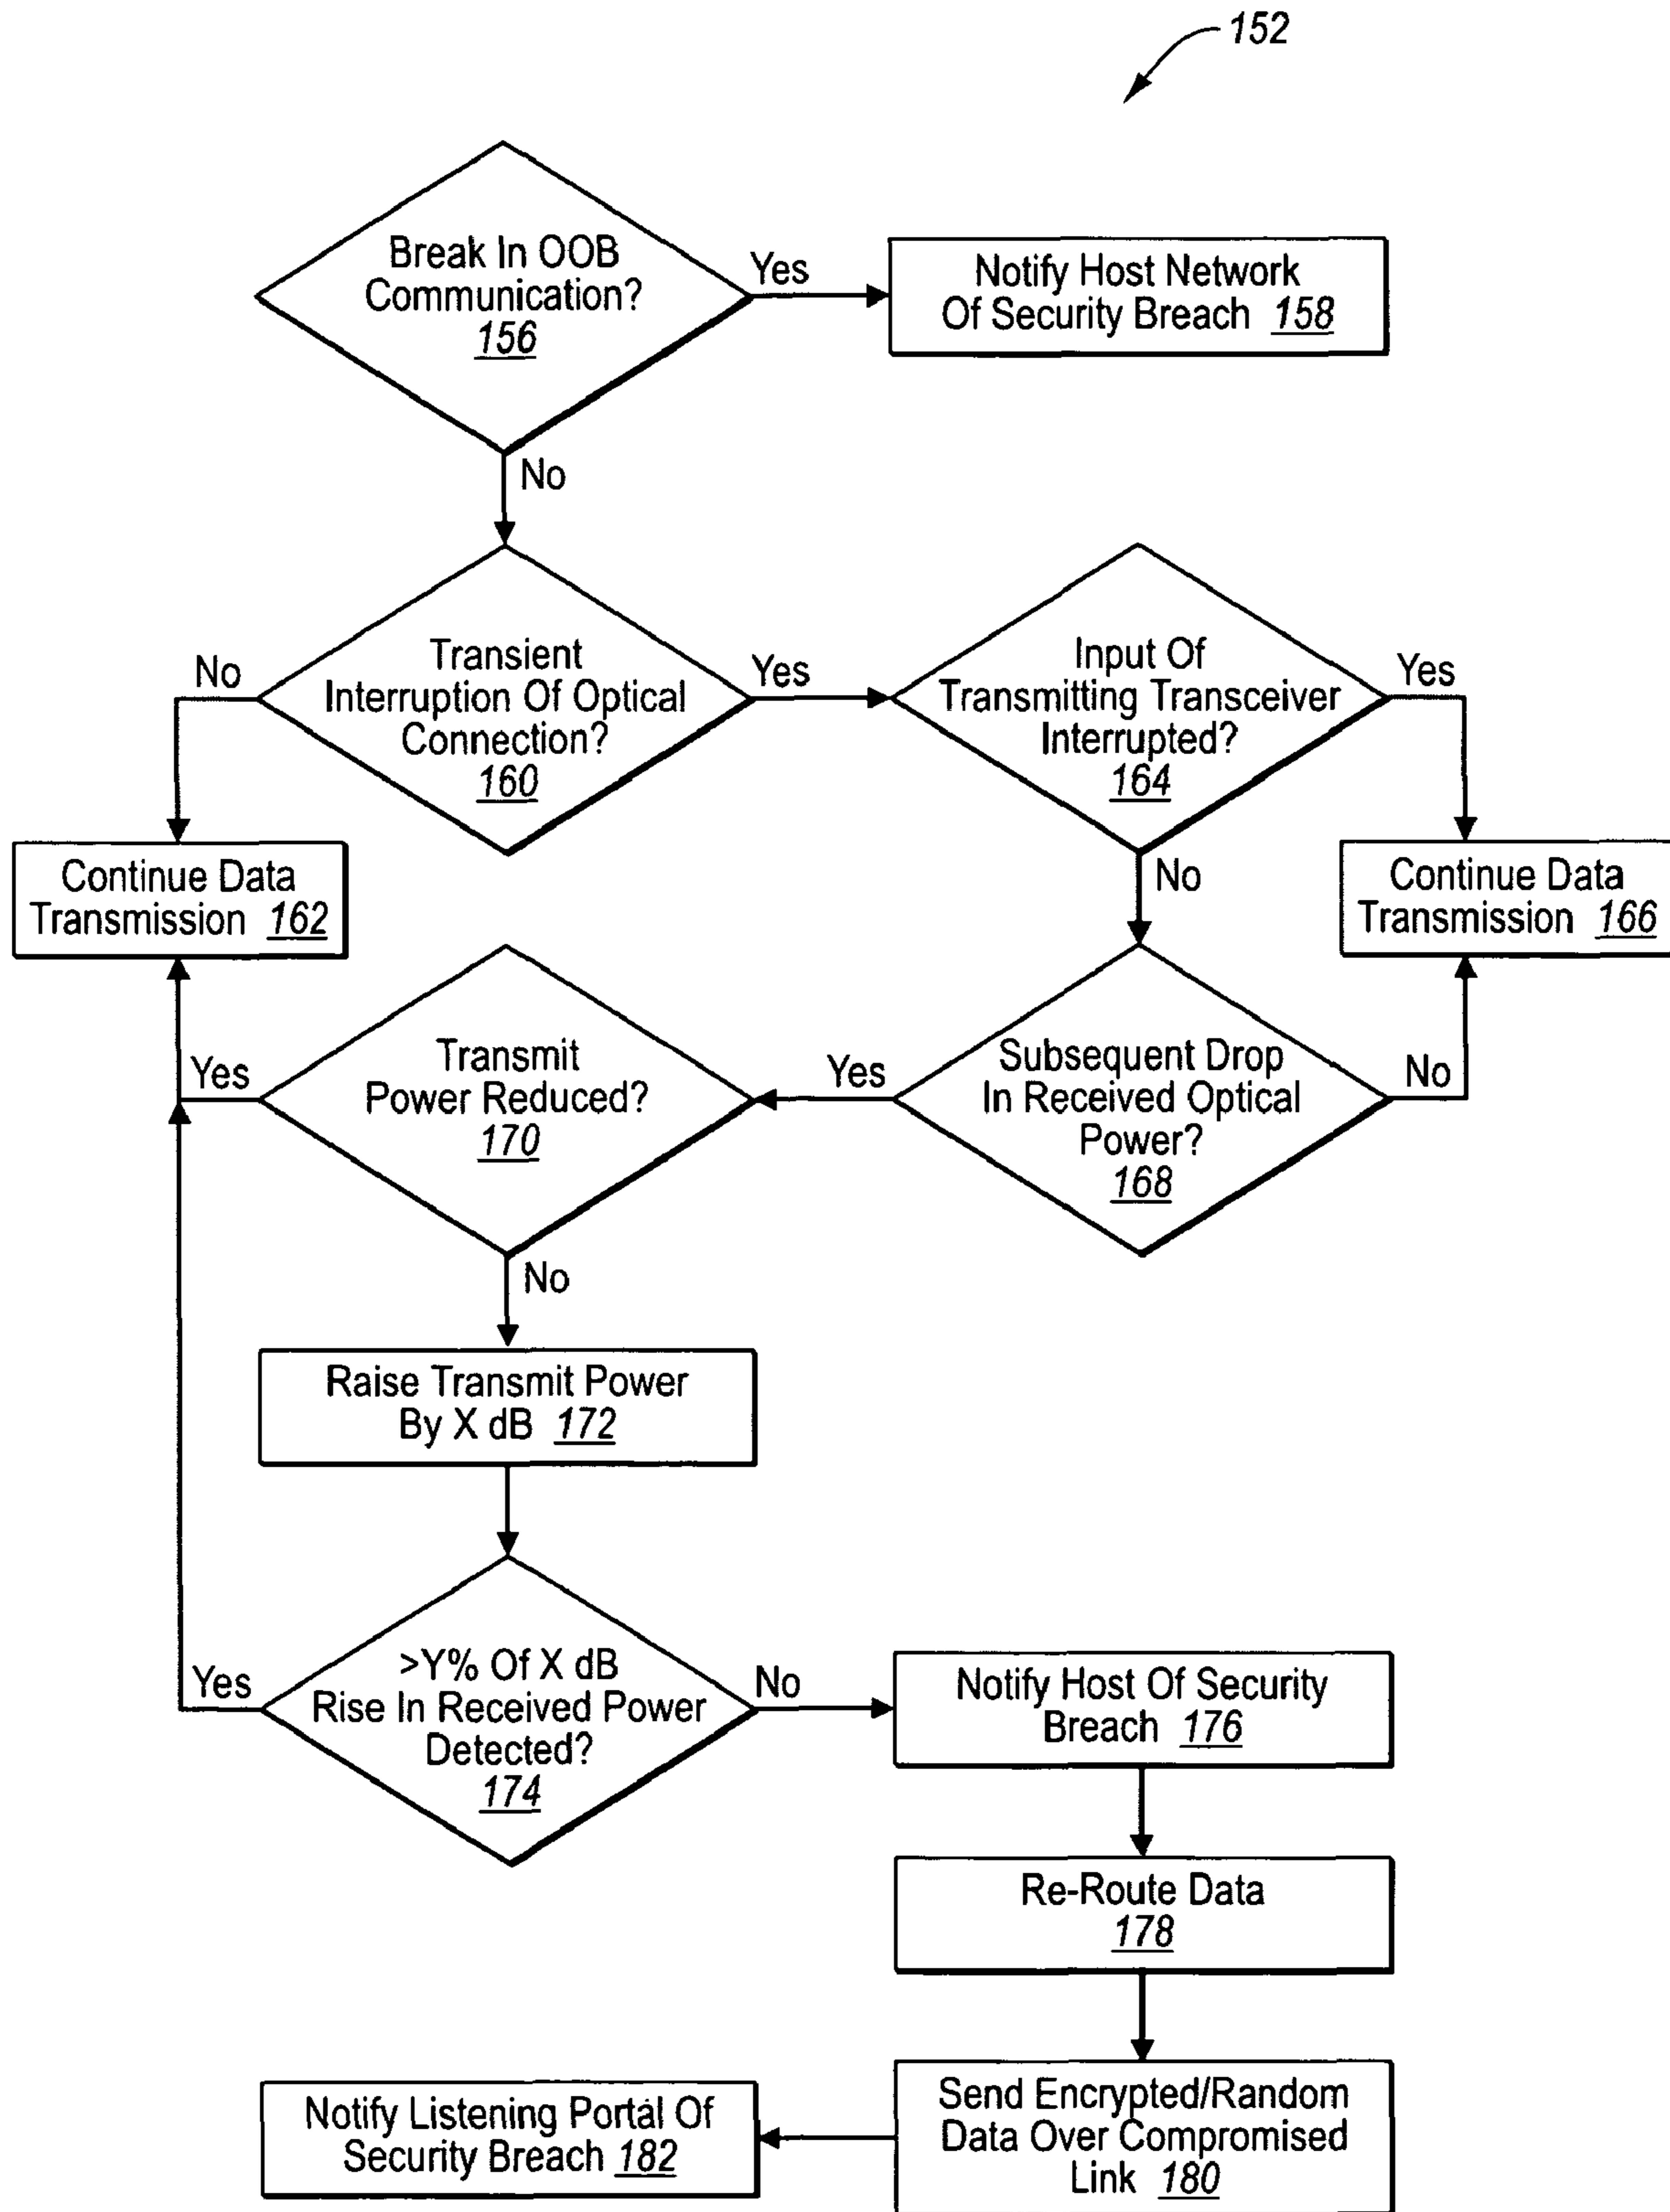 152
Break In OOB
Communication?
156
Yes
Notify Host Network
Of Security Breach 158
No
Transient
Interruption Of Optical
Connection?
160
No
Yes
Input Of
Transmitting Transceiver
Interrupted?
164
Yes
Continue Data
Transmission 162
No
Continue Data
Transmission 166
Transmit
Power Reduced?
170
Yes
Yes
Subsequent Drop
In Received Optical
Power?
168
No
No
Raise Transmit Power
By X dB 172
>Y% Of X dB
Rise In Received Power
Detected?
174
Yes
No
Notify Host Of Security
Breach 176
Re-Route Data
178
Send Encrypted/Random
Data Over Compromised
Link 180
Notify Listening Portal Of
Security Breach 182